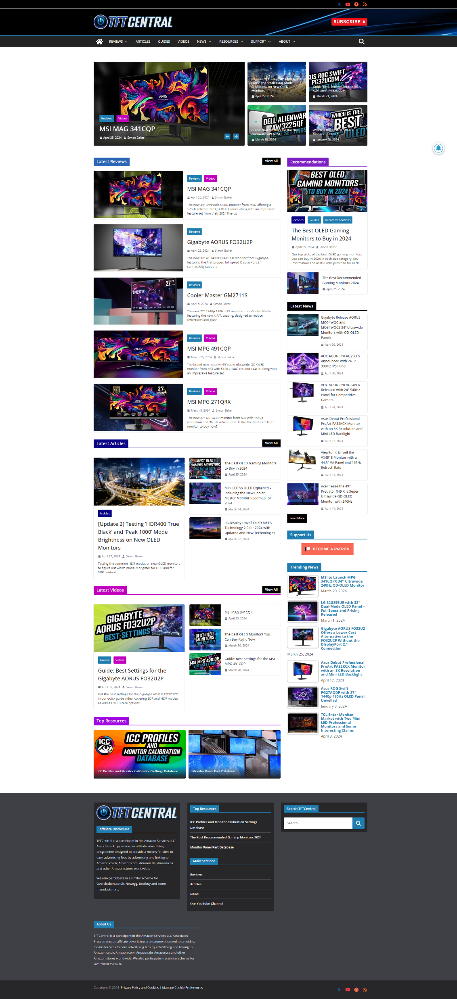 TFTCENTRAL
SUBSCRIBE
REVIEWS
ARTICLES
GUIDES
VIDEOS
NEWS
RESOURCES
SUPPORT
ABOUT
Reviews Videos
MSI MAG 341CQP
April 25, 2024 Simon Baker
[Update 2] Testing 'HDR400 True
Black' and 'Peak 1000' Mode
Brightness on New OLED
Monitors
April 27, 2024
Guide: Best Settings for the Asus
ROG Swift PG32UCDM
March 21, 2024
Guide: Best Settings for the Dell
Alienware AW3225QF
March 18, 2024
Which is the Best 32" OLED
Monitor for You?
January 28, 2024
Latest Reviews
View All
Reviews Videos
MSI MAG 341CQP
April 25, 2024 Simon Baker
The new 34" ultrawide OLED monitor from MSI. Offering a
175Hz refresh rate QD-OLED panel, along with an impressive
feature set from their 2024 line-up
Reviews
Gigabyte AORUS FO32U2P
April 23, 2024 Simon Baker
The new 32" 4K 240Hz QD-OLED monitor from Gigabyte,
featuring the first proper, full-speed DisplayPort 2.1
connectivity support
27"
GM2711S
Reviews
Cooler Master GM2711S
April 5, 2024 Simon Baker
The new 27" 1440p 180Hz IPS monitor from Cooler Master
featuring the new A.R.T. coating, designed to reduce
reflections and glare
Reviews Videos
MSI MPG 491CQP
March 26, 2024 Simon Baker
The brand new massive 49"super ultrawide QD-OLED
monitor from MSI with 5120 x 1440 res and 144Hz, along with
an impressive feature set
27
WQHD
Reviews Videos
MSI MPG 271QRX
March 8, 2024 Simon Baker
The new 27" QD-OLED monitor from MSI with 1440p
resolution and 360Hz refresh rate. Is this the best 27" OLED
monitor to buy now?
Latest Articles
View All
Articles
[Update 2] Testing 'HDR400 True
Black' and 'Peak 1000' Mode
Brightness on New OLED
Monitors
April 27, 2024 Simon Baker
Testing the common HDR modes on new OLED monitors
to figure out which mode is brighter for HDR and for
SDR content
BEST OLED
GAMING MONITORS
TO BUY IN 2024
The Best OLED Gaming Monitors
to Buy in 2024
April 25, 2024
Mini LED vs OLED Explained –
Including the New Cooler
Master Monitor Roadmap for
2024
March 14, 2024
LG.Display Unveil OLED META
Technology 2.0 for 2024 with
Updated and New Technologies
March 12, 2024
Latest Videos
View All
GIGABYTE
AORUS FO32U2P
BEST SETTINGS
Guides Videos
Guide: Best Settings for the
Gigabyte AORUS FO32U2P
April 30, 2024 Simon Baker
Get the best settings for the Gigabyte AORUS FO32U2P
in our quick guide video, covering SDR and HDR modes
as well as OLED care options
MSI MAG 341CQP
April 25, 2024
BEST OLED
MONITORS
YOU CAN BUY
The Best OLED Monitors You
Can Buy Right Now
March 30, 2024
MSI MPG 491CQP
BEST SETTINGS
Guide: Best Settings for the MSI
MPG 491CQP
March 28, 2024
Top Resources
ICC
ICC PROFILES
AND
MONITOR CALIBRATION
DATABASE
ICC Profiles and Monitor Calibration Settings Database
Monitor Panel Part Database
Recommendations
BEST OLED
GAMING MONITORS
TO BUY IN 2024
Articles Guides Recommendations
The Best OLED Gaming
Monitors to Buy in 2024
April 25, 2024 Simon Baker
Our top picks of the best OLED gaming monitors
you can buy in 2024 in each size category. Key
information and useful links provided for each
The Best Recommended
Gaming Monitors 2024
April 25, 2024
Latest News
Gigabyte Release AORUS
MO34WQC and
MO34WQC2 34" Ultrawide
Monitors with QD-OLED
Panels
April 30, 2024
AGON
AOC AGON Pro AG256FS
Announced with 24.5"
390Hz IPS Panel
April 30, 2024
AOC AGON Pro AG246FK
Released with 24" 540Hz
Panel for Competitive
Gamers
April 24, 2024
Asus Debut Professional
ProArt PA32KCX Monitor
with an 8K Resolution and
Mini LED Backlight
April 17, 2024
ViewSonic Unveil the
VX4518 Monitor with a
44.5" VA Panel and 165Hz
Refresh Rate
April 11, 2024
Acer Tease the 49"
Predator X49 X, a Super
Ultrawide QD-OLED
Monitor with 240Hz
April 11, 2024
Load More
Support Us
BECOME A PATRON
Trending News
MSI to Launch MPG
341CQPX 34" Ultrawide
240Hz QD-OLED Monitor
March 20, 2024
LG 32GS95UE with 32"
Dual-Mode OLED Panel –
Full Specs and Pricing
Released
March 1, 2024
Gigabyte AORUS FO32U2
Offers a Lower Cost
Alternative to the
FO32U2P Without the
DisplayPort 2.1
Connection
March 25, 2024
Asus Debut Professional
ProArt PA32KCX Monitor
with an 8K Resolution
and Mini LED Backlight
April 17, 2024
Asus ROG Swift
PG27AQDP with 27"
1440p 480Hz OLED Panel
Unveiled
January 9, 2024
TCL Enter Monitor
Market with Two Mini
LED Professional
Monitors and Some
Interesting Claims
April 3, 2024
TFTCENTRAL
Affiliate Disclosure
TFTCentral is a participant in the Amazon Services LLC
Associates Programme, an affiliate advertising
programme designed to provide a means for sites to
earn advertising fees by advertising and linking to
Amazon.co.uk, Amazon.com, Amazon.de, Amazon.ca
and other Amazon stores worldwide.
We also participate in a similar scheme for
Overclockers.co.uk, Newegg, Bestbuy and some
manufacturers.
Top Resources
ICC Profiles and Monitor Calibration Settings
Database
The Best Recommended Gaming Monitors 2024
Monitor Panel Part Database
Main Sections
Reviews
Articles
News
Our YouTube Channel
Search TFTCentral
Search
About Us
TFTCentral is a participant in the Amazon Services LLC Associates
Programme, an affiliate advertising programme designed to provide a
means for sites to earn advertising fees by advertising and linking to
Amazon.co.uk, Amazon.com, Amazon.de, Amazon.ca and other
Amazon stores worldwide. We also participate in a similar scheme for
Overclockers.co.uk.
Copyright © 2024 Privacy Policy and Cookies | Manage Cookie Preferences